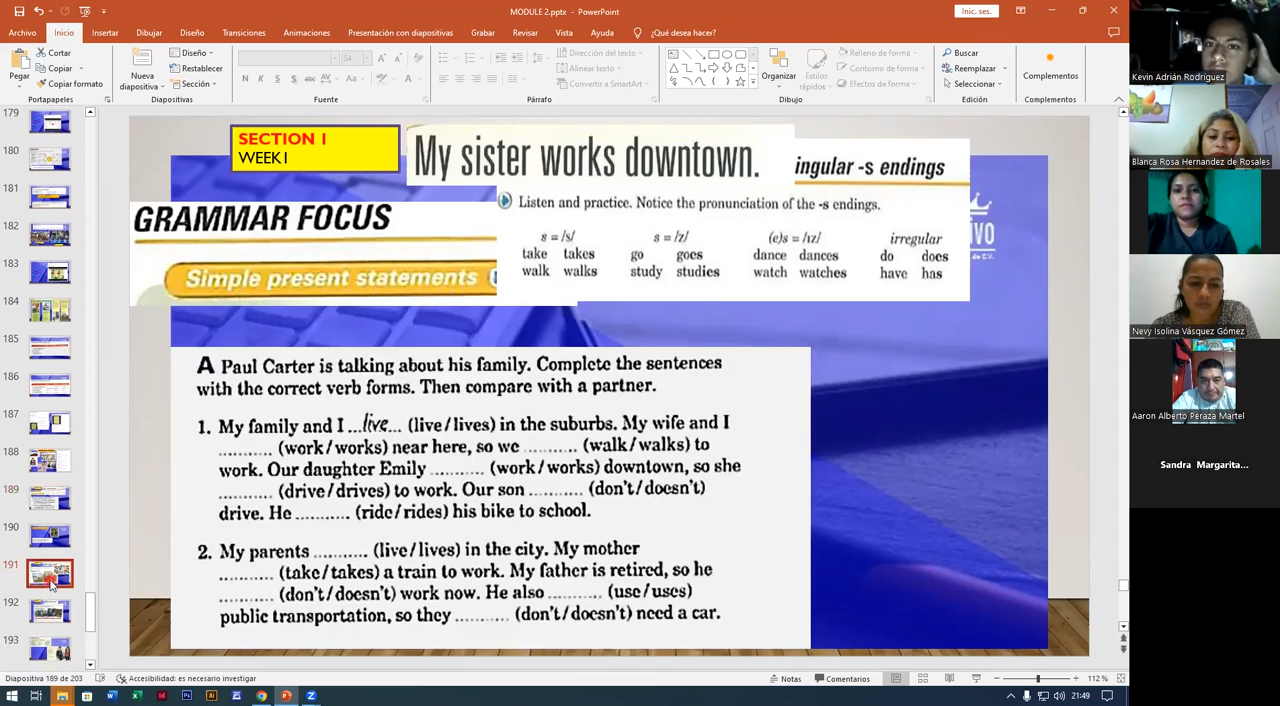 MODULE 2.pptx - PowerPoint
Inic. ses.
Archivo Inicio Insertar Dibujar Diseño Transiciones Animaciones Presentación con diapositivas Grabar Revisar Vista Ayuda ¿Qué desea hacer?
Pegar
Cortar
Copiar
Copiar formato
Portapapeles
Nueva
diapositiva
Diseño
Restablecer
Sección
Diapositivas
54
N K S S abc AV Aa A
Fuente
Párrafo
Dirección del texto
Alinear texto
Convertir a SmartArt
Organizar
Estilos
rápidos
Relleno de forma
Contorno de forma
Efectos de forma
Dibujo
Buscar
Reemplazar
Seleccionar
Edición
Complementos
Complementos
179
180
181
182
183
184
185
186
187
188
189
190
191
192
193
SECTION 1
WEEK1
My sister works downtown.
ingular -s endings
GRAMMAR FOCUS
Simple present statements
Listen and practice. Notice the pronunciation of the -s endings.
s = /s/ s = /z/ (e)s = /ɪz/ irregular
take takes go goes dance dances do does
walk walks study studies watch watches have has
ivo
de C.V.
A Paul Carter is talking about his family. Complete the sentences
with the correct verb forms. Then compare with a partner.
1. My family and I ...live... (live/lives) in the suburbs. My wife and I
.......... (work/works) near here, so we .......... (walk/walks) to
work. Our daughter Emily .......... (work/works) downtown, so she
.......... (drive/drives) to work. Our son .......... (don't/doesn't)
drive. He .......... (ride/rides) his bike to school.
2. My parents .......... (live/lives) in the city. My mother
.......... (take/takes) a train to work. My father is retired, so he
.......... (don't/doesn't) work now. He also .......... (use/uses)
public transportation, so they .......... (don't/doesn't) need a car.
Kevin Adrián Rodríguez
Blanca Rosa Hernandez de Rosales
Nevy Isolina Vásquez Gómez
Aaron Alberto Peraza Martel
Sandra Margarita...
Diapositiva 189 de 203
Accesibilidad: es necesario investigar
Notas
Comentarios
112 %
21:49